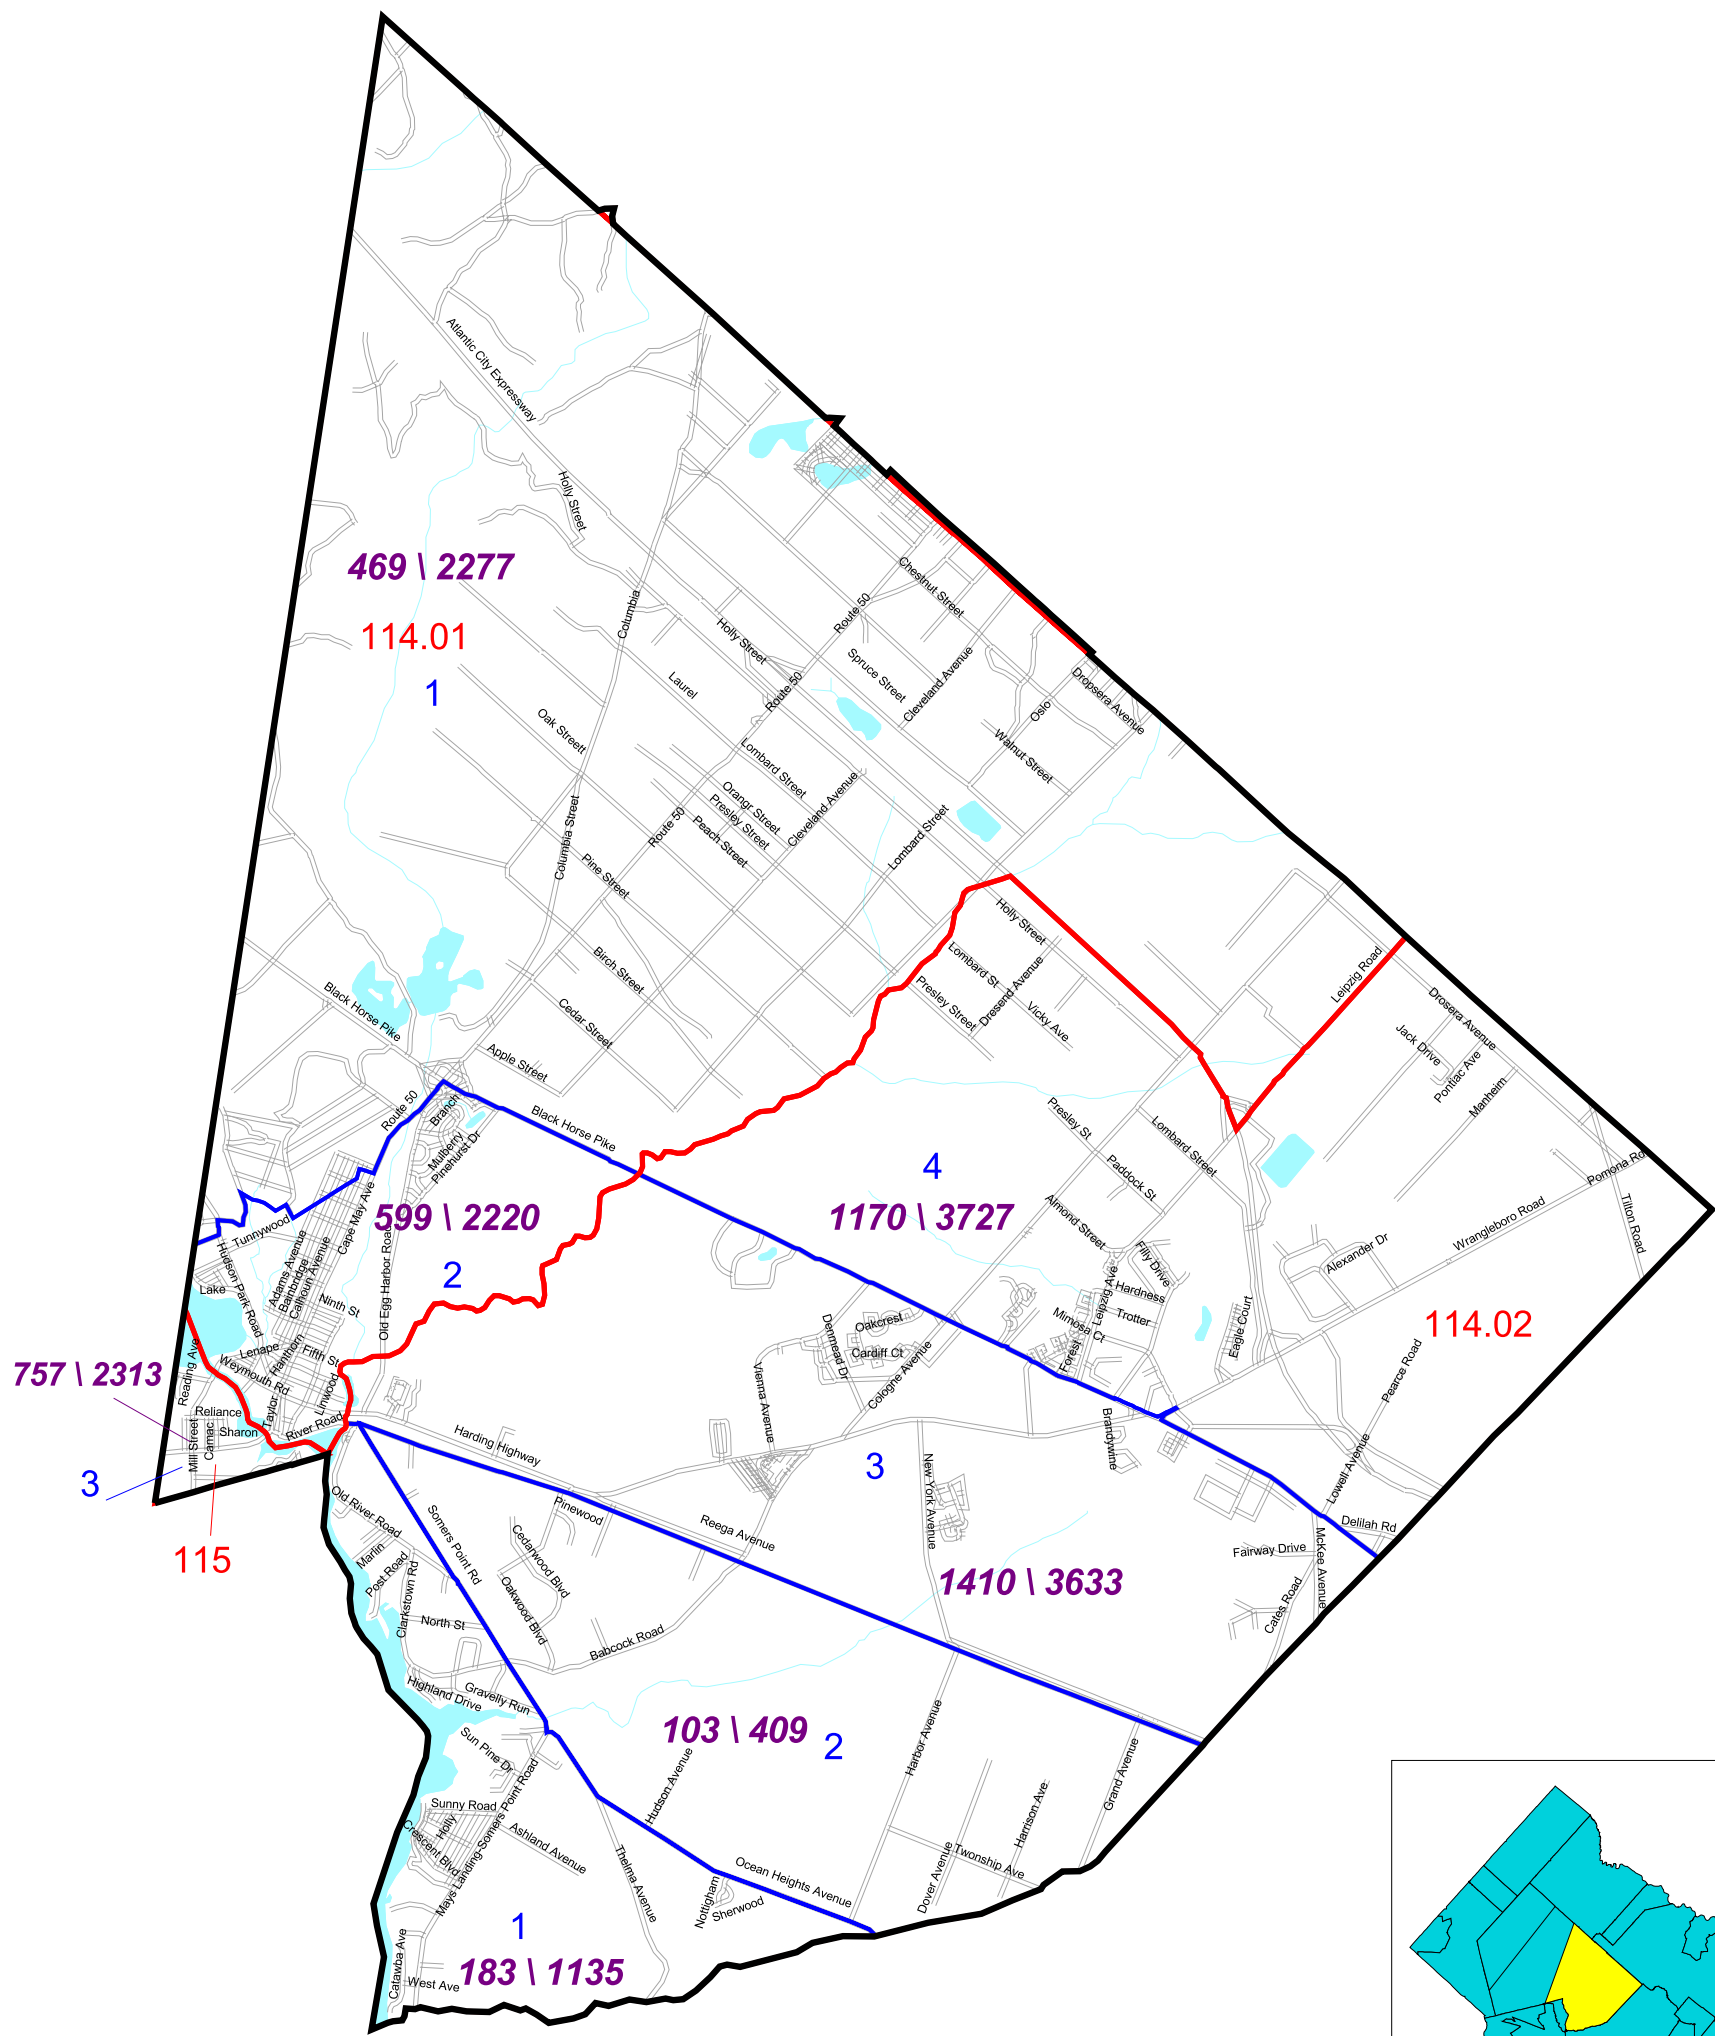 Atlantic City Expressway
Holly Street
469 \ 2277
114.01
1
Columbia
Chestnut Street
Route 50
Holly Street
Spruce Street
Cleveland Avenue
Laurel
Route 50
Dropsera Avenue
Oslo
Walnut Street
Oak Streett
Lombard Street
Orangr Street
Presley Street
Peach Street
Cleveland Avenue
Route 50
Columbia Street
Lombard Street
Pine Street
Holly Street
Lombard St
Dresend Avenue
Presley Street
Vicky Ave
Leipzig Road
Drosera Avenue
Jack Drive
Pontiac Ave
Manheim
Birch Street
Cedar Street
Black Horse Pike
Apple Street
Route 50
Branch
Mulberry
Pinehurst Dr
Black Horse Pike
Presley St
Lombard Street
Paddock St
Pomona Rd
4
1170 \ 3727
Almond Street
Filly Drive
Wrangleboro Road
Tilton Road
Alexander Dr
Cape May Ave
599 \ 2220
2
Tunnywood
Hudson Park Road
Adams Avenue
Bainbridge
Calhoun Avenue
Old Egg Harbor Road
Lake
Ninth St
Hardness
Trotter
Leipzig Ave
Mimosa Ct
Forest
Eagle Court
114.02
Oakcrest
Denmead Dr
Cardiff Ct
Cologne Avenue
Vienna Avenue
757 \ 2313
Reading Ave
Lenape
Hanthorn
Fifth St
Weymouth Rd
Linwood
Taylor
Reliance
Sharon
River Road
Mill Street
Camac
3
115
Pearce Road
Brandywine
Harding Highway
3
New York Avenue
Lowell Avenue
Delilah Rd
McKee Avenue
Fairway Drive
Cates Road
Old River Road
Somers Point Rd
Pinewood
Reega Avenue
Marlin
Post Road
Clarkstown Rd
Cedarwood Blvd
Oakwood Blvd
North St
Babcock Road
1410 \ 3633
Highland Drive
Gravelly Run
103 \ 409
2
Sun Pine Dr
Mays Landing-Somers Point Road
Hudson Avenue
Harbor Avenue
Grand Avenue
Sunny Road
Holly
Crescent Blvd
Ashland Avenue
Thelma Avenue
Harrison Ave
Twonship Ave
Dover Avenue
Ocean Heights Avenue
Nottigham
Sherwood
1
183 \ 1135
Catawba Ave
West Ave